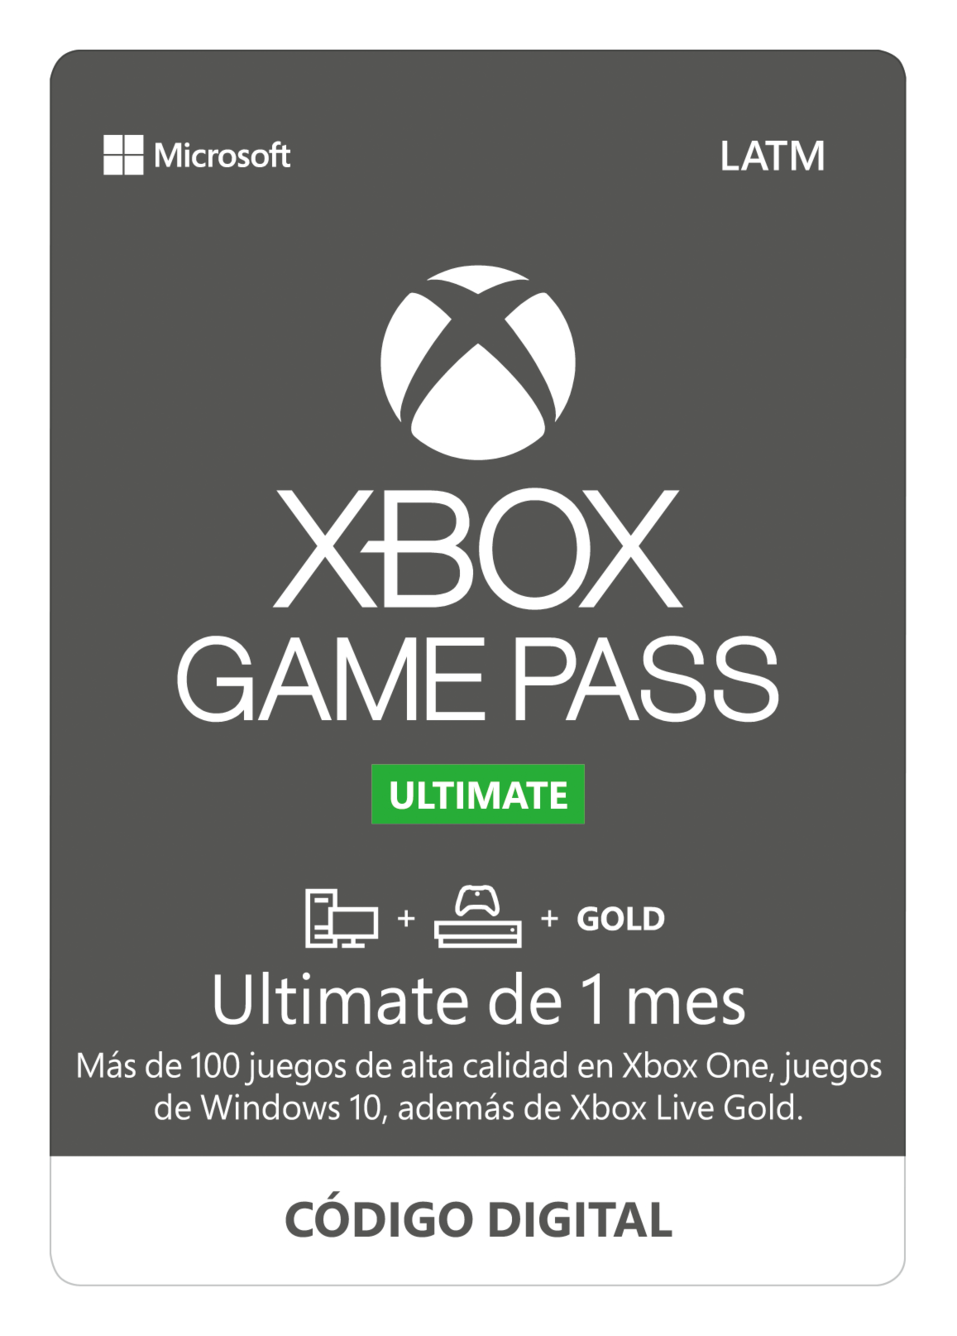 Microsoft
LATM
XBOX
GAME PASS
ULTIMATE
+ + GOLD
Ultimate de 1 mes
Más de 100 juegos de alta calidad en Xbox One, juegos
de Windows 10, además de Xbox Live Gold.
CÓDIGO DIGITAL